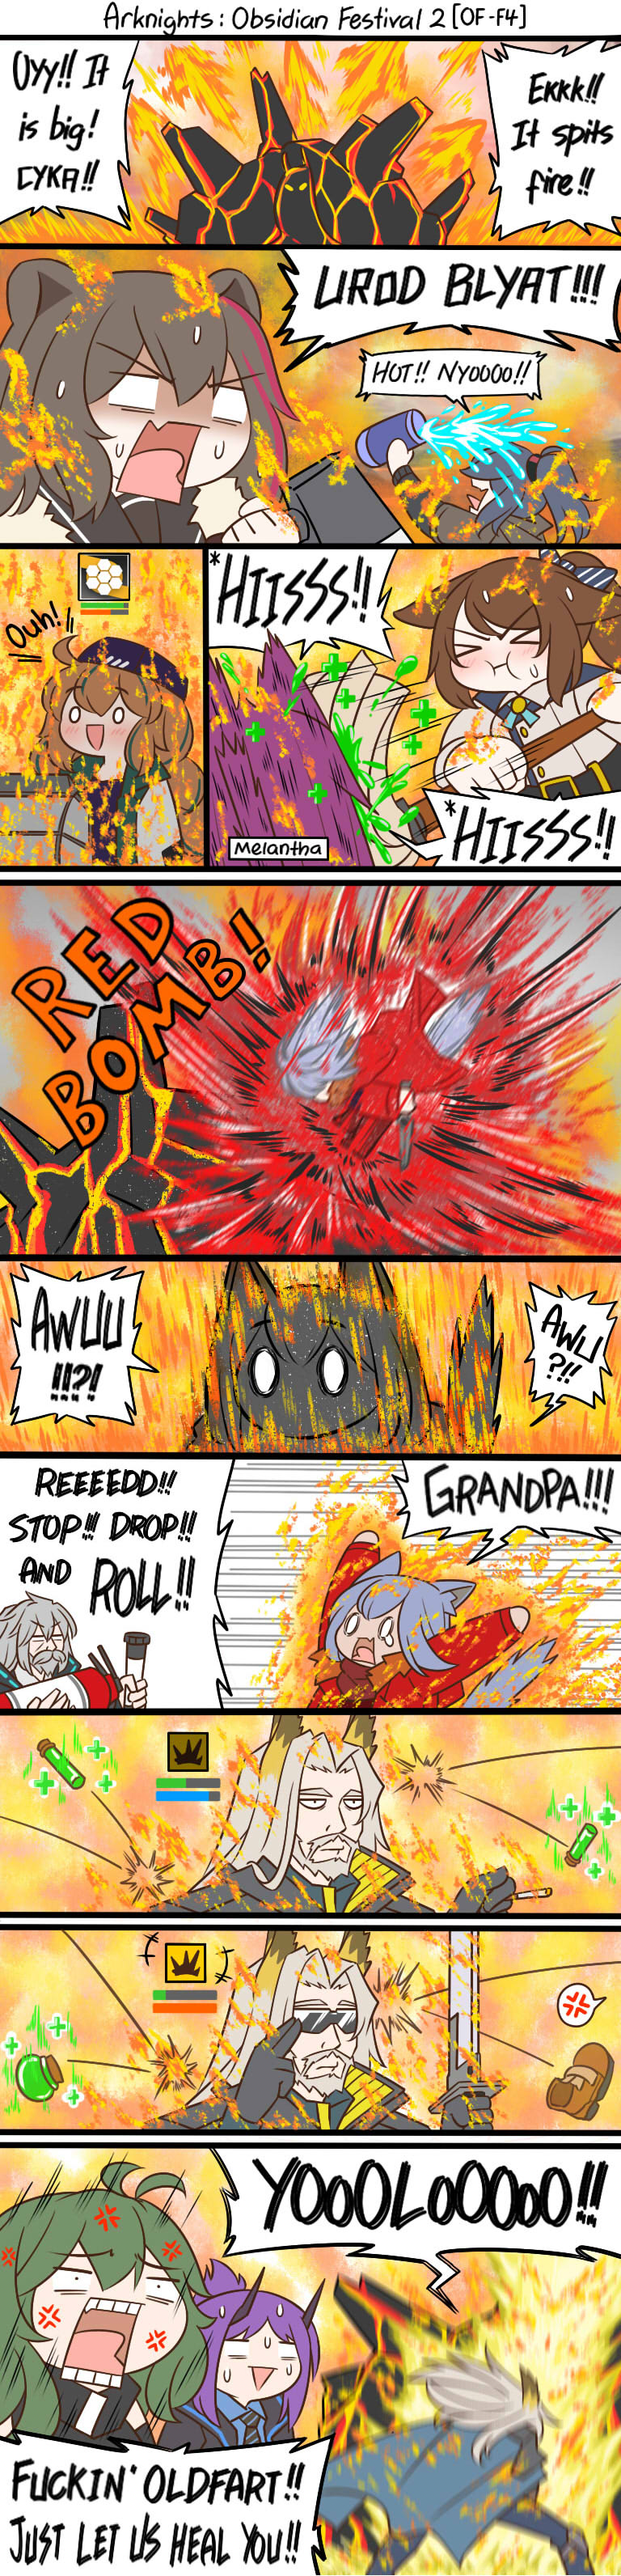 Arknights: Obsidian Festival 2 [OF-F4]
Uyy!! It
is big!
CYKA!!
Ekkk!!
It spits
fire!!
UROD BLYAT!!!
HOT!! NYOOOO!!
Ouh!!
*HIISSS!!
Melantha
*HIISSS!!
RED
BOMB!
AWUU
!!?!
AWU
?!!
REEEEDD!!
STOP!!! DROP!!
AND ROLL!!
GRANDPA!!!
YOOOLOOOOO!!!
FUCKIN' OLDFART!!
JUST LET US HEAL YOU!!